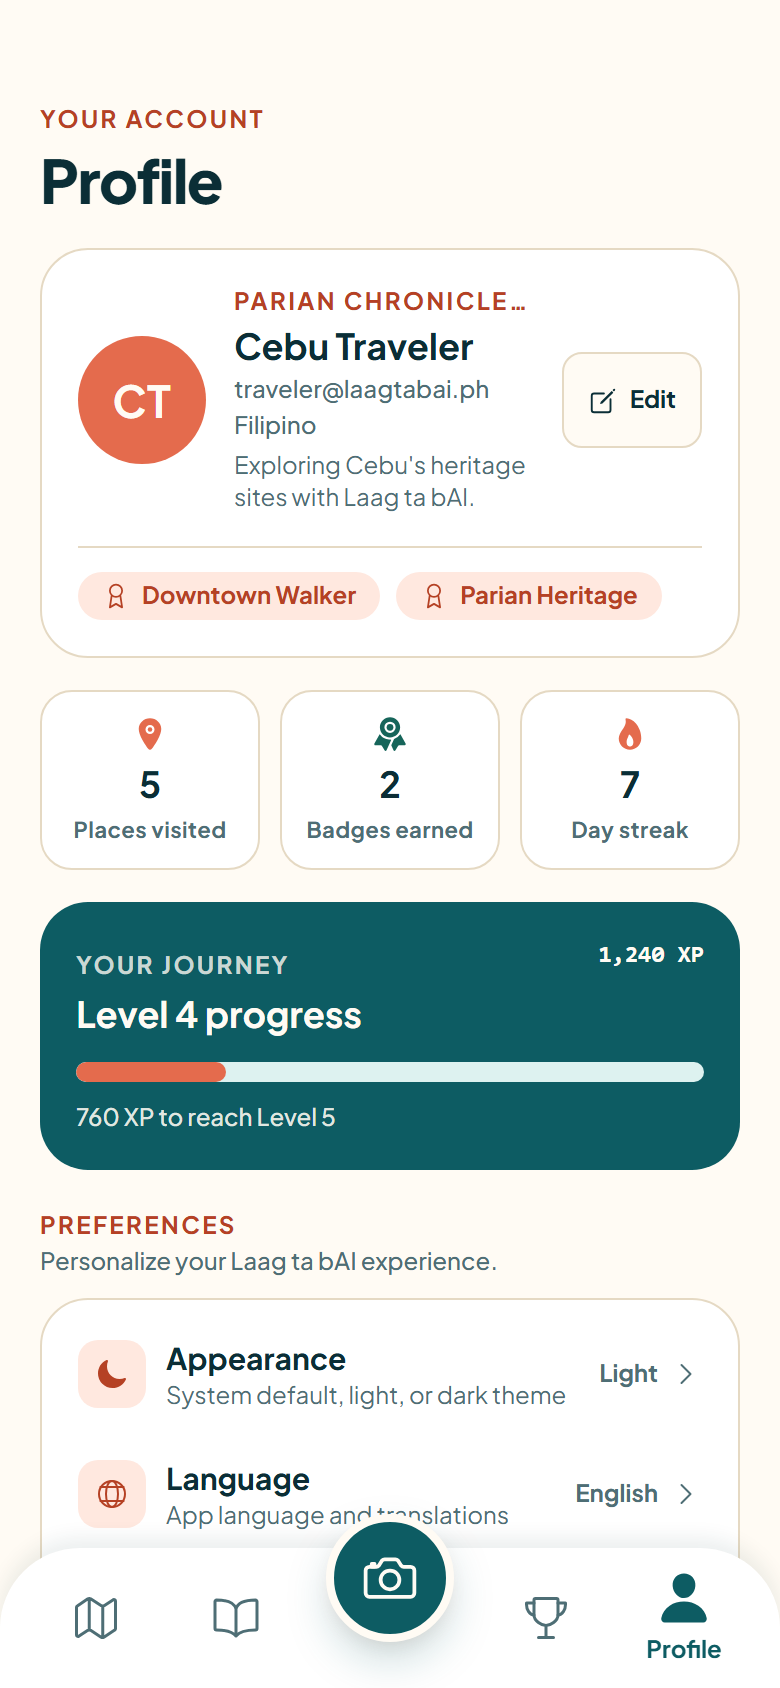 YOUR ACCOUNT
Profile
PARIAN CHRONICLE…
CT
Cebu Traveler
traveler@laagtabai.ph
Filipino
Exploring Cebu's heritage
sites with Laag ta bAI.
Edit
Downtown Walker
Parian Heritage
5
Places visited
2
Badges earned
7
Day streak
YOUR JOURNEY
1,240 XP
Level 4 progress
760 XP to reach Level 5
PREFERENCES
Personalize your Laag ta bAI experience.
Appearance
System default, light, or dark theme
Light
Language
App language and translations
English
Profile